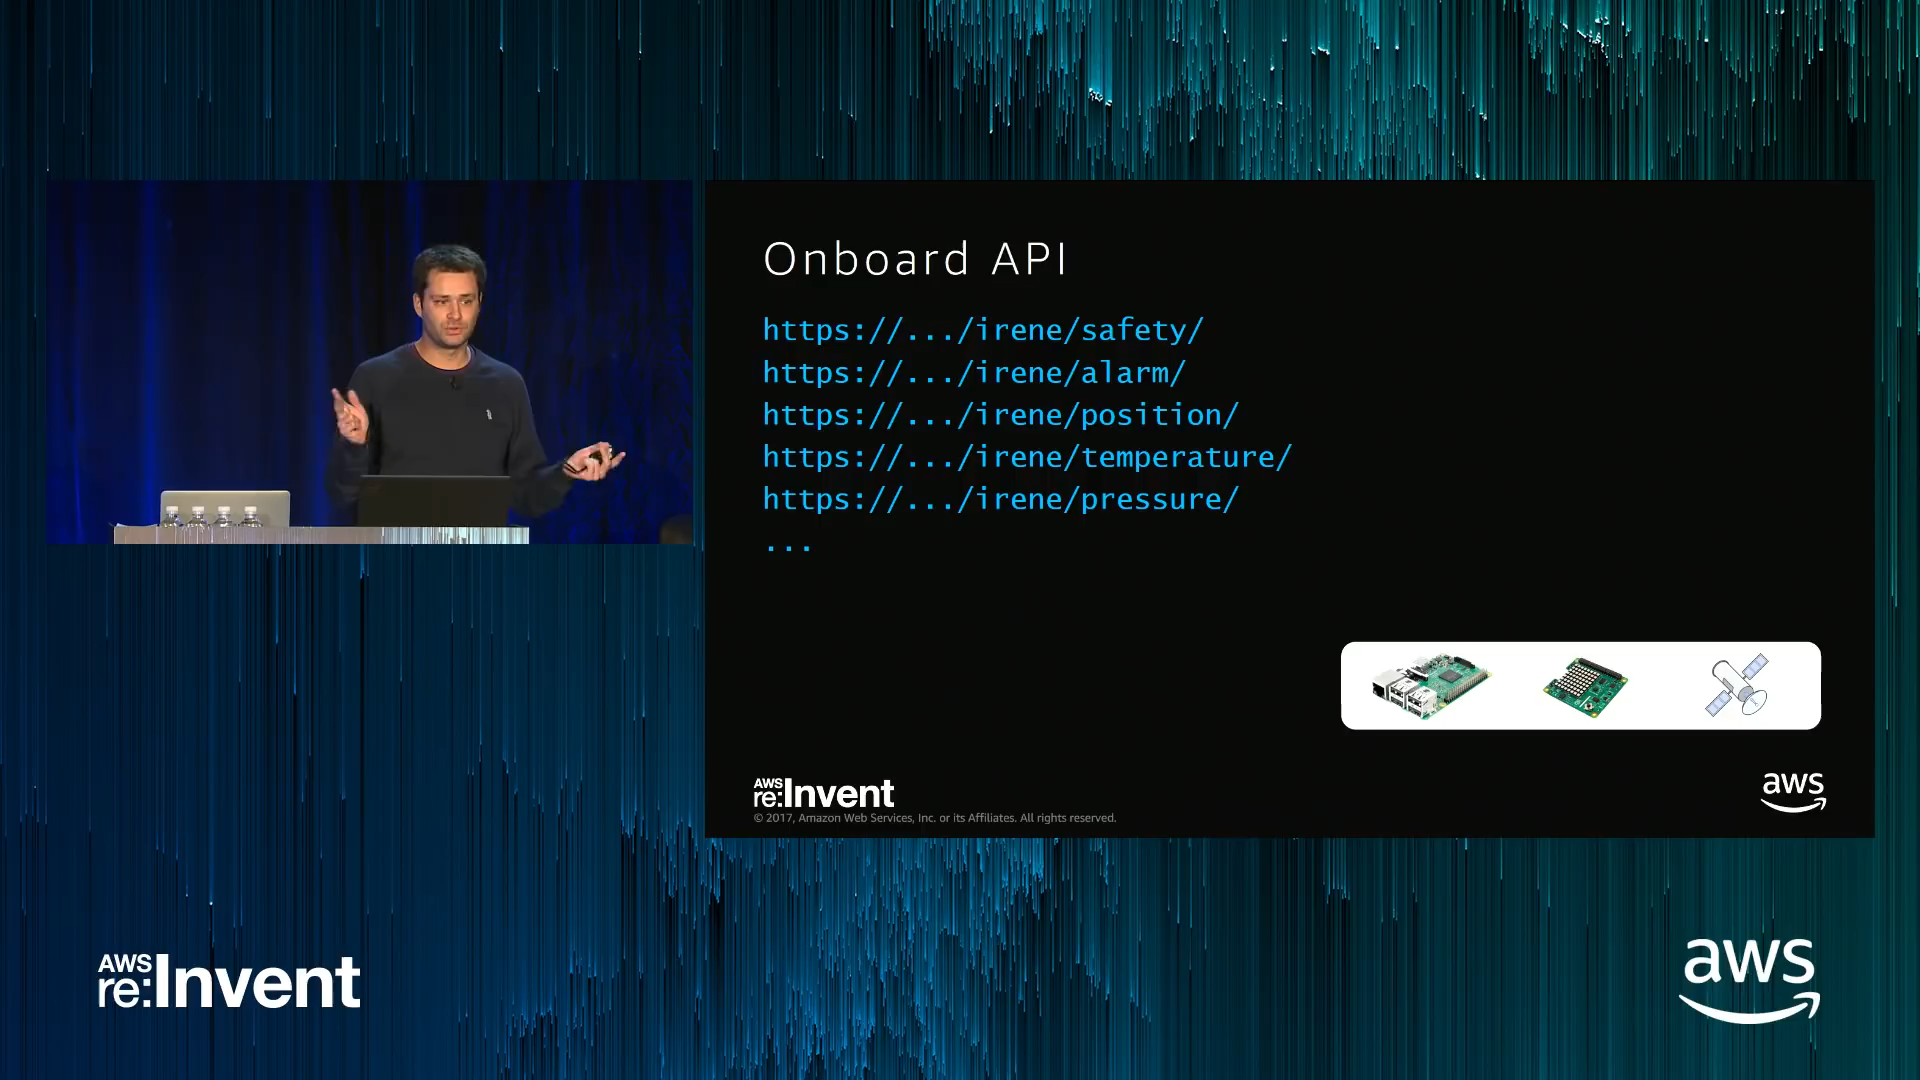 Onboard API
https://.../irene/safety/
https://.../irene/alarm/
https://.../irene/position/
https://.../irene/temperature/
https://.../irene/pressure/
...
AWS
re:Invent
© 2017, Amazon Web Services, Inc. or its Affiliates. All rights reserved.
aws
AWS
re:Invent
aws